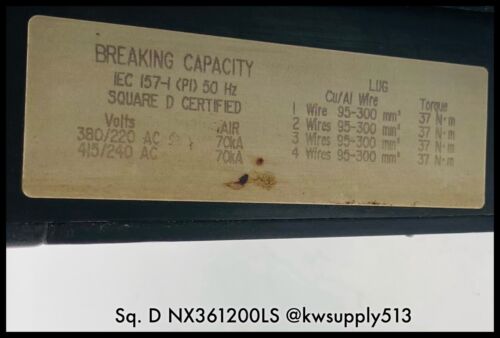 BREAKING CAPACITY
IEC 157-1 (P1) 50 Hz
SQUARE D CERTIFIED
Volts AIR
380/220 AC 70kA
415/240 AC 70kA
LUG
Cu/Al Wire Torque
1 Wire 95-300 mm² 37 N·m
2 Wires 95-300 mm² 37 N·m
3 Wires 95-300 mm² 37 N·m
4 Wires 95-300 mm² 37 N·m
Sq. D NX361200LS @kwsupply513